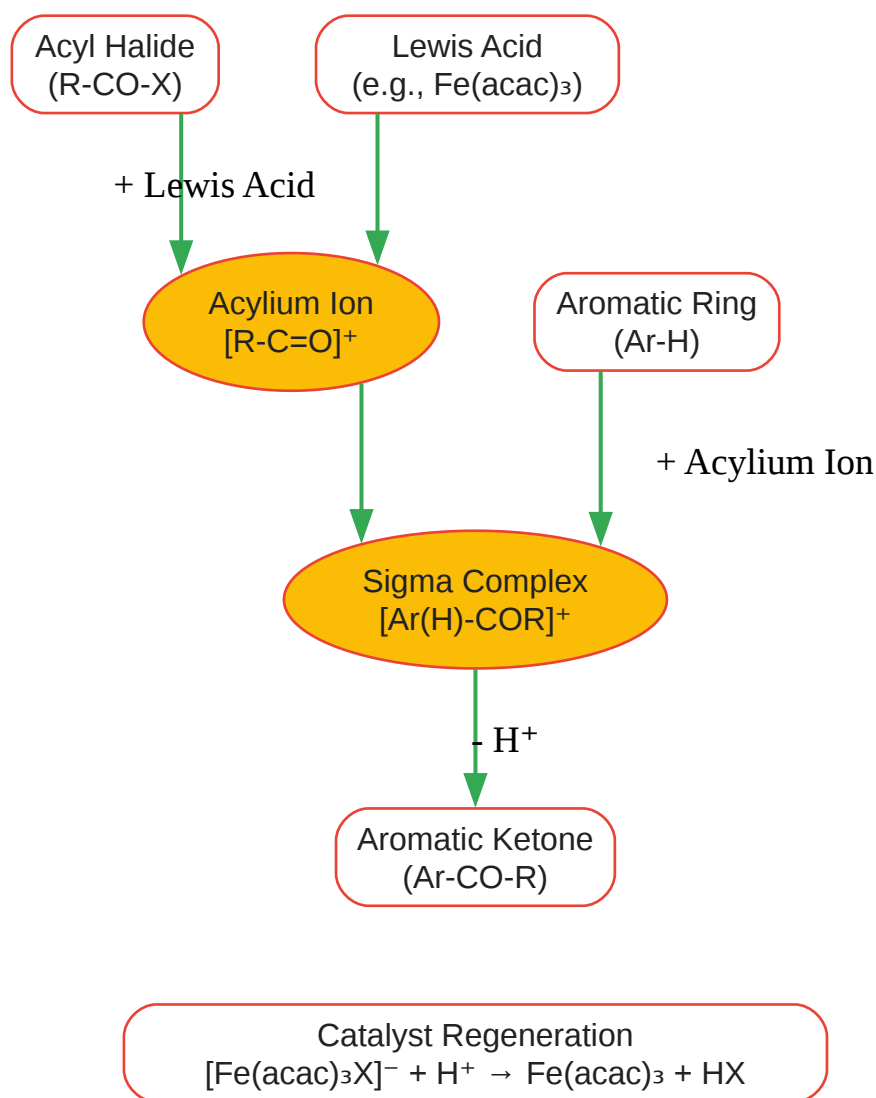 Acyl Halide
(R-CO-X)
Lewis Acid
(e.g., Fe(acac)₃)
+ Lewis Acid
Acylium Ion
[R-C=O]⁺
Aromatic Ring
(Ar-H)
+ Acylium Ion
Sigma Complex
[Ar(H)-COR]⁺
- H⁺
Aromatic Ketone
(Ar-CO-R)
Catalyst Regeneration
[Fe(acac)₃X]⁻ + H⁺ → Fe(acac)₃ + HX